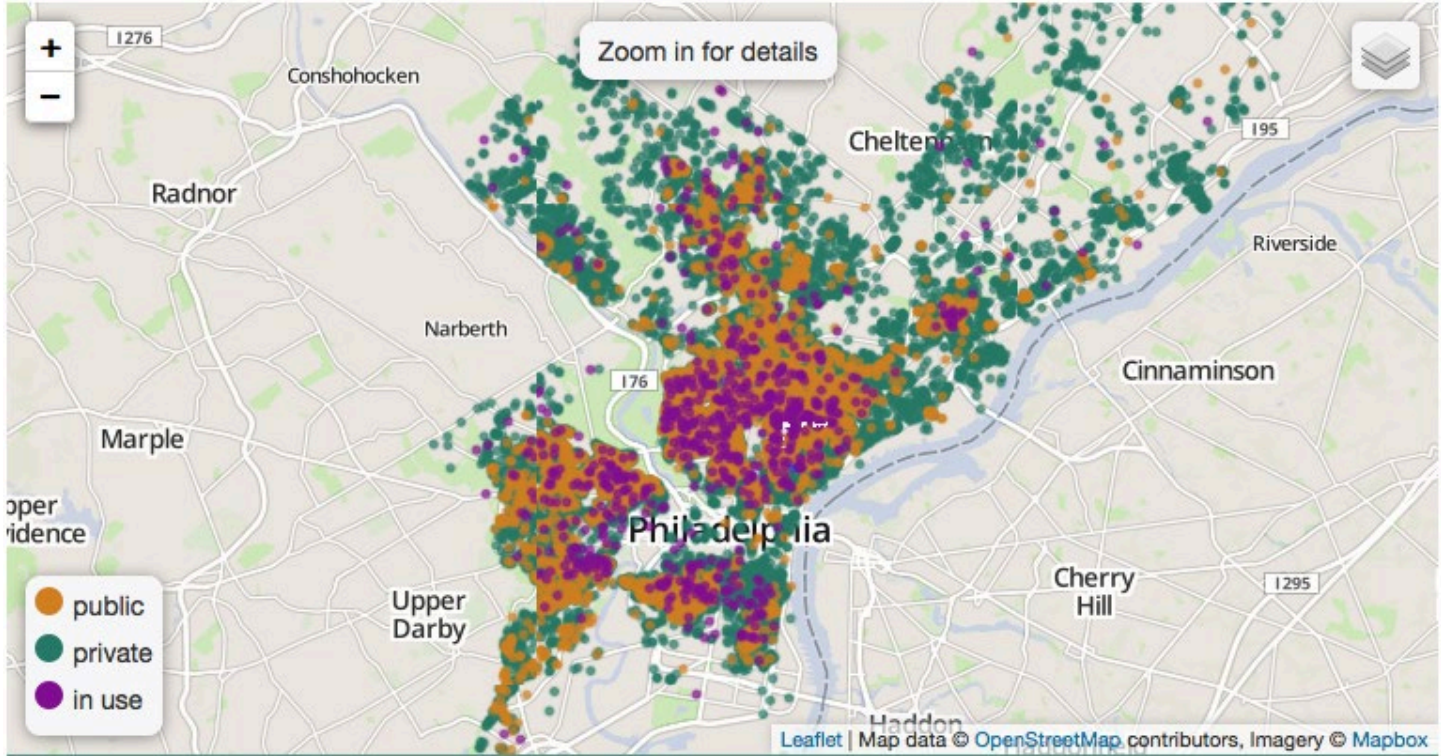 +
−
I276
Conshohocken
Zoom in for details
Cheltenham
I95
Radnor
Riverside
Narberth
I76
Cinnaminson
Marple
pper
vidence
Philadelphia
Cherry
Hill
I295
Upper
Darby
public
private
in use
Haddon
Leaflet | Map data © OpenStreetMap contributors, Imagery © Mapbox